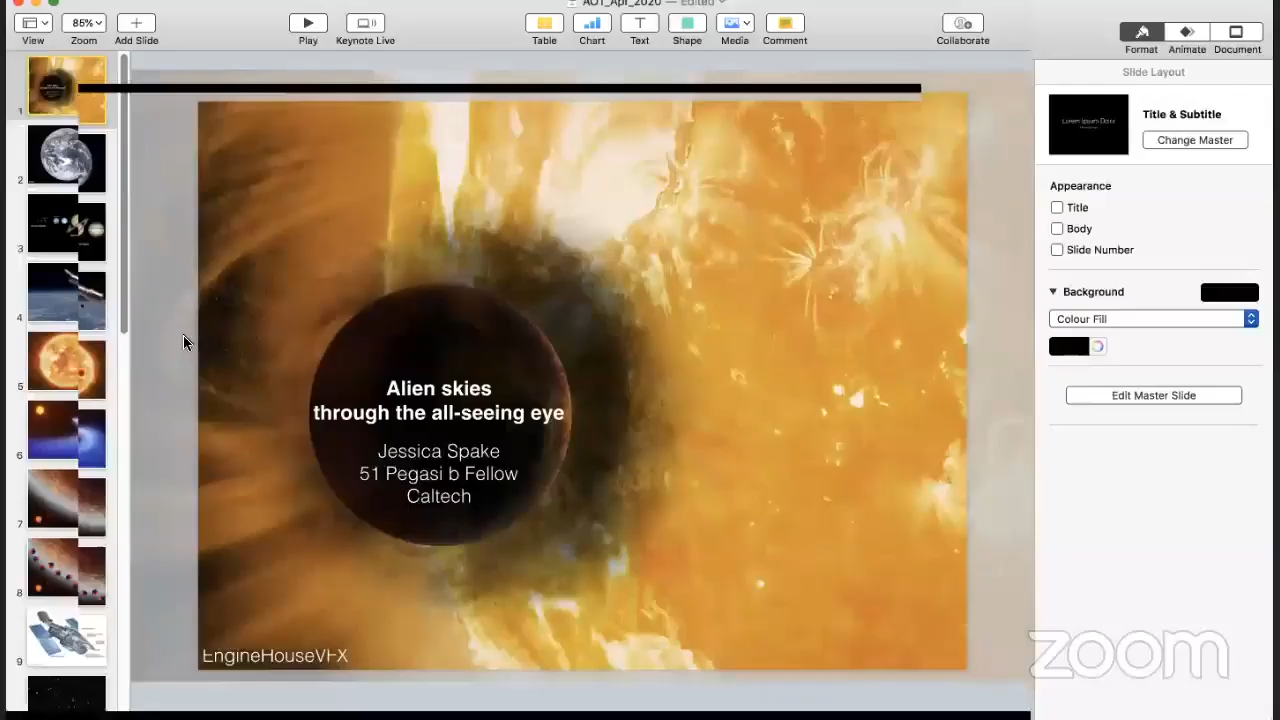 AOT_Apr_2020 — Edited
View
85%
Zoom
Add Slide
Play
Keynote Live
Table
Chart
Text
Shape
Media
Comment
Collaborate
Format
Animate
Document
Slide Layout
Lorem Ipsum Dolor
Title & Subtitle
Change Master
Appearance
Title
Body
Slide Number
Background
Colour Fill
Edit Master Slide
1
2
3
4
5
6
7
8
9
Alien skies
through the all-seeing eye
Jessica Spake
51 Pegasi b Fellow
Caltech
EngineHouseVFX
zoom